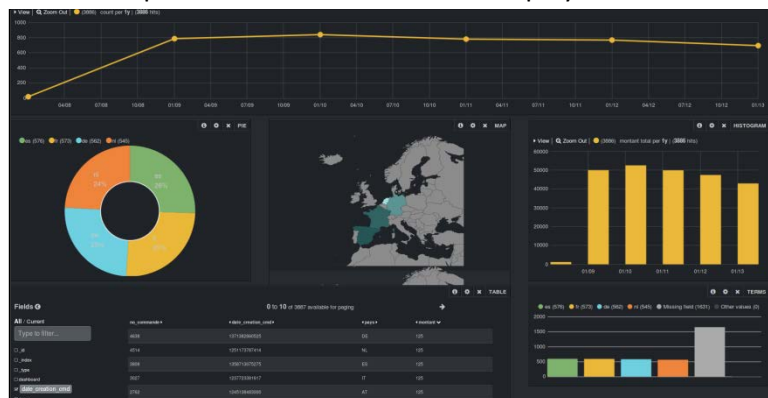 View | Zoom Out | (3886) count per 1y | (3886 hits)
1000
800
600
400
200
0
04/08 07/08 10/08 01/09 04/09 07/09 10/09 01/10 04/10 07/10 10/10 01/11 04/11 07/11 10/11 01/12 04/12 07/12 10/12 01/13
PIE
es (576) fr (573) de (562) nl (545)
MAP
HISTOGRAM
View | Zoom Out | (3886) montant total per 1y | (3886 hits)
60000
50000
40000
30000
20000
10000
0
01/09 01/10 01/11 01/12 01/13
TABLE
Fields
All / Current
Type to filter...
_id
_index
_type
dashboard
date_creation_cmd
0 to 10 of 3887 available for paging
no_commande date_creation_cmd pays montant
DE 125
NL 125
ES 125
IT 125
AT 125
TERMS
es (576) fr (573) de (562) nl (545) Missing field (1631) Other values (0)
2000
1500
1000
500
0